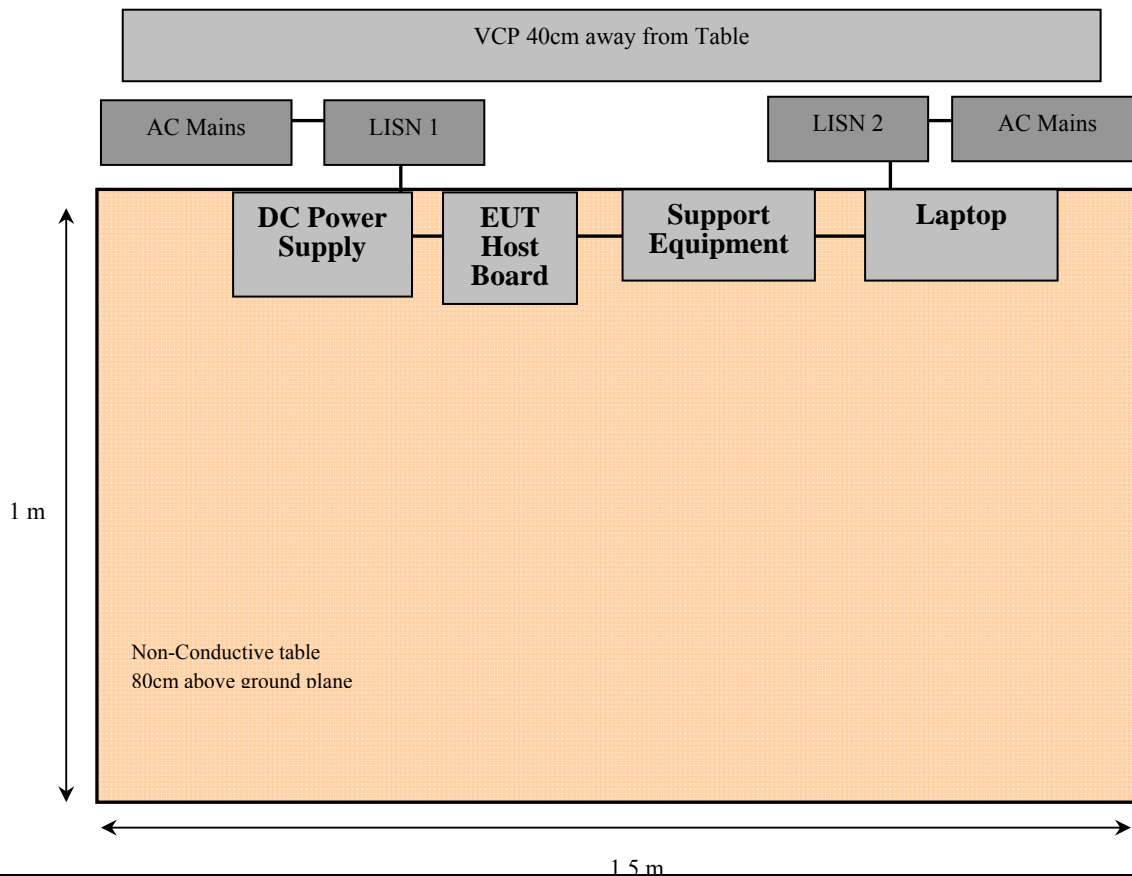 VCP 40cm away from Table
AC Mains
LISN 1
LISN 2
AC Mains
DC Power
Supply
EUT
Host
Board
Support
Equipment
Laptop
1 m
Non-Conductive table
80cm above ground plane
1.5 m